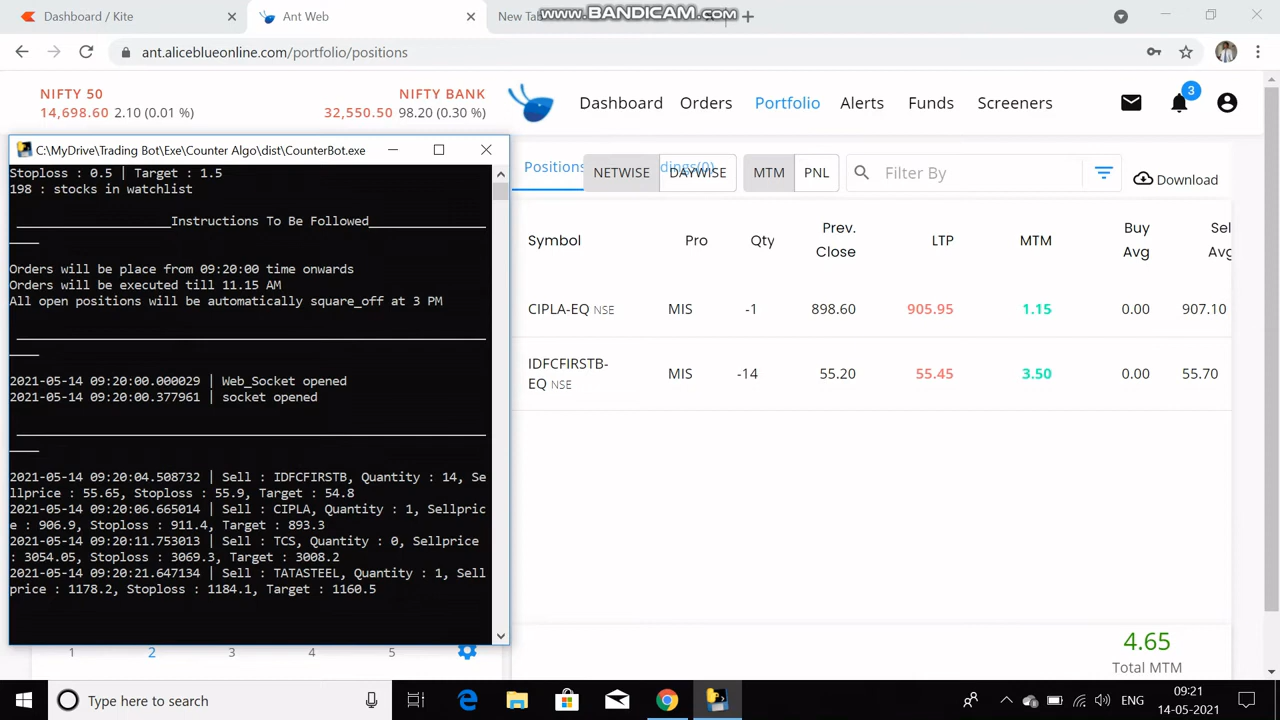 Dashboard / Kite
Ant Web
New Tab
www.BANDICAM.com
ant.aliceblueonline.com/portfolio/positions
NIFTY 50
14,698.60 2.10 (0.01 %)
NIFTY BANK
32,550.50 98.20 (0.30 %)
Dashboard Orders Portfolio Alerts Funds Screeners
3
C:\MyDrive\Trading Bot\Exe\Counter Algo\dist\CounterBot.exe
Stoploss : 0.5 | Target : 1.5
198 : stocks in watchlist
Instructions To Be Followed
Orders will be place from 09:20:00 time onwards
Orders will be executed till 11.15 AM
All open positions will be automatically square_off at 3 PM
2021-05-14 09:20:00.000029 | Web_Socket opened
2021-05-14 09:20:00.377961 | socket opened
2021-05-14 09:20:04.508732 | Sell : IDFCFIRSTB, Quantity : 14, Se
llprice : 55.65, Stoploss : 55.9, Target : 54.8
2021-05-14 09:20:06.665014 | Sell : CIPLA, Quantity : 1, Sellpric
e : 906.9, Stoploss : 911.4, Target : 893.3
2021-05-14 09:20:11.753013 | Sell : TCS, Quantity : 0, Sellprice
: 3054.05, Stoploss : 3069.3, Target : 3008.2
2021-05-14 09:20:21.647134 | Sell : TATASTEEL, Quantity : 1, Sell
price : 1178.2, Stoploss : 1184.1, Target : 1160.5
1 2 3 4 5
Positions dings(0)
NETWISE DAYWISE MTM PNL Filter By Download
Symbol Pro Qty Prev. Close LTP MTM Buy Avg Sel Avg
CIPLA-EQ NSE MIS -1 898.60 905.95 1.15 0.00 907.10
IDFCFIRSTB-
EQ NSE MIS -14 55.20 55.45 3.50 0.00 55.70
4.65
Total MTM
Type here to search
ENG
09:21
14-05-2021